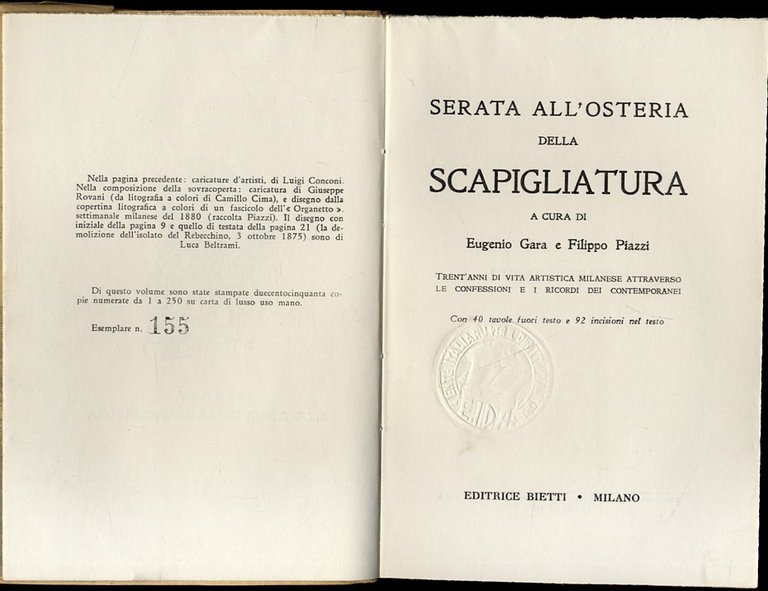 Nella pagina precedente: caricature d'artisti, di Luigi Conconi.
Nella composizione della sovracoperta: caricatura di Giuseppe
Rovani (da litografia a colori di Camillo Cima), e disegno dalla
copertina litografica a colori di un fascicolo dell'« Organetto »,
settimanale milanese del 1880 (raccolta Piazzi). Il disegno con
iniziale della pagina 9 e quello di testata della pagina 21 (la de-
molizione dell'isolato del Rebecchino, 3 ottobre 1875) sono di
Luca Beltrami.
Di questo volume sono state stampate duecentocinquanta co-
pie numerate da 1 a 250 su carta di lusso uso mano.
Esemplare n. 155
SERATA ALL'OSTERIA
DELLA
SCAPIGLIATURA
A CURA DI
Eugenio Gara e Filippo Piazzi
TRENT'ANNI DI VITA ARTISTICA MILANESE ATTRAVERSO
LE CONFESSIONI E I RICORDI DEI CONTEMPORANEI
Con 40 tavole fuori testo e 92 incisioni nel testo
EDITRICE BIETTI • MILANO